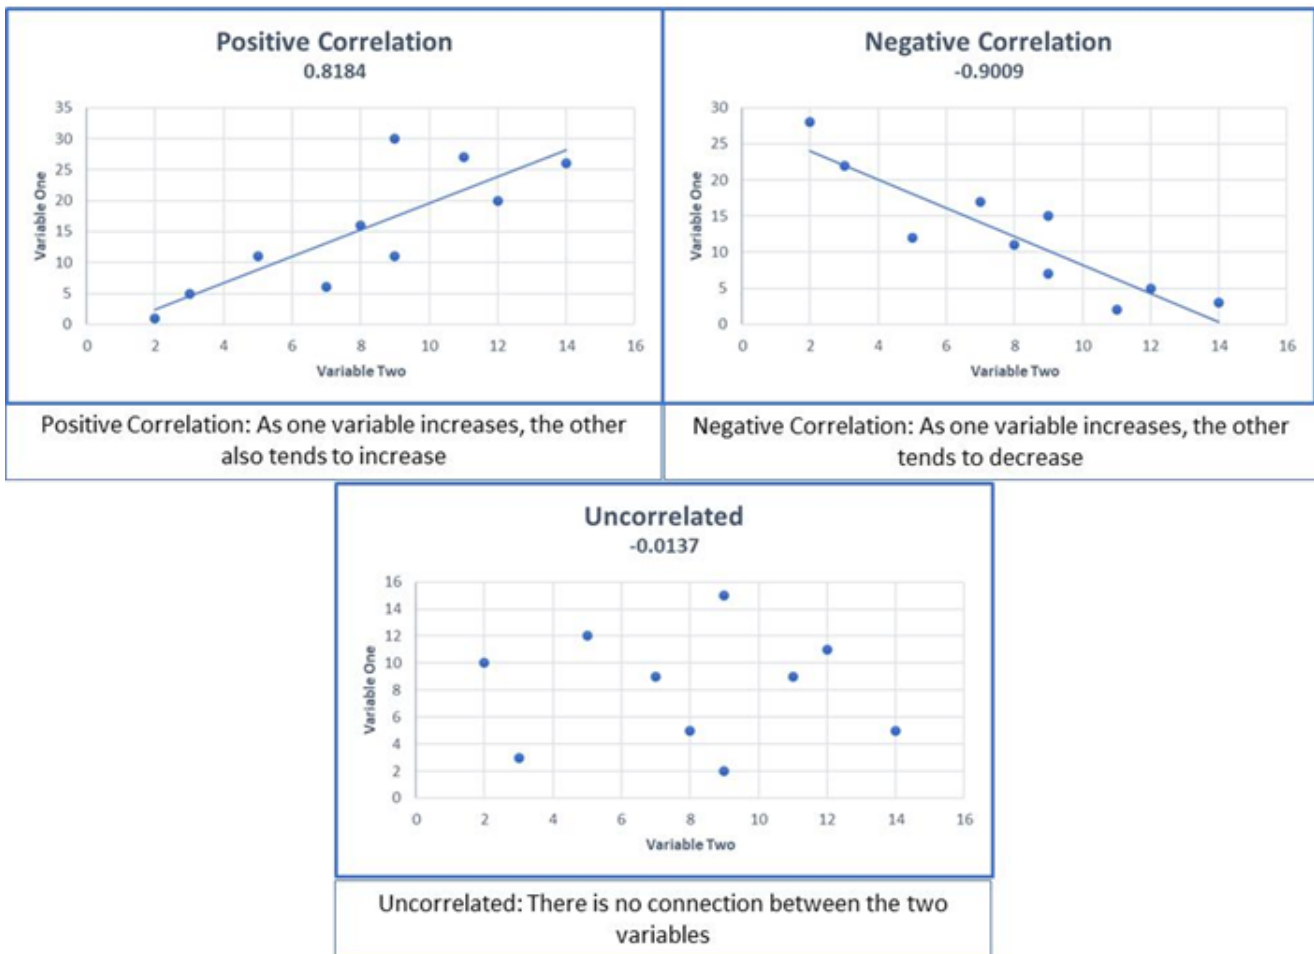 Positive Correlation
0.8184
35
30
25
20
15
10
5
0
Variable One
0 2 4 6 8 10 12 14 16
Variable Two
Positive Correlation: As one variable increases, the other
also tends to increase
Negative Correlation
-0.9009
30
25
20
15
10
5
0
Variable One
0 2 4 6 8 10 12 14 16
Variable Two
Negative Correlation: As one variable increases, the other
tends to decrease
Uncorrelated
-0.0137
16
14
12
10
8
6
4
2
0
Variable One
0 2 4 6 8 10 12 14 16
Variable Two
Uncorrelated: There is no connection between the two
variables